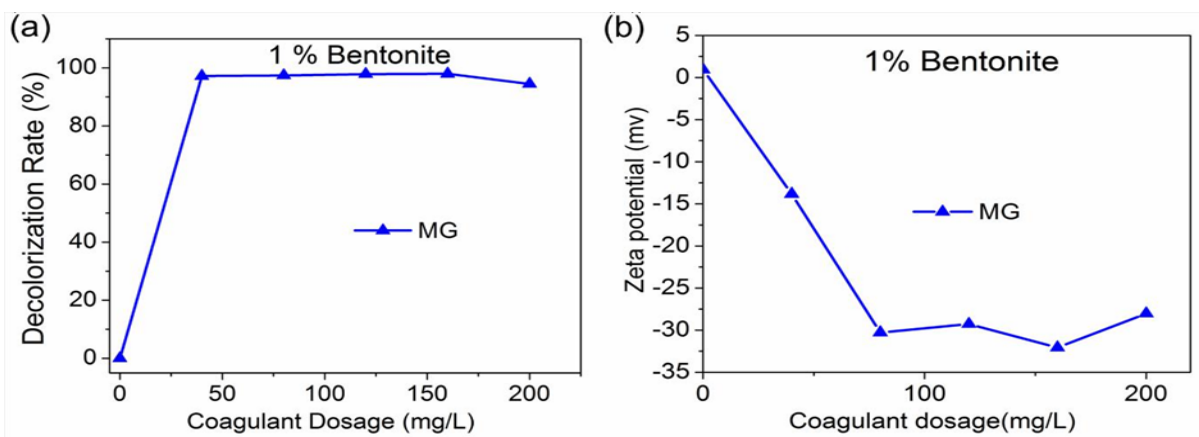 (a)
1 % Bentonite
Decolorization Rate (%)
100
80
60
40
20
0
MG
0 50 100 150 200
Coagulant Dosage (mg/L)
(b)
1% Bentonite
Zeta potential (mv)
5
0
-5
-10
-15
-20
-25
-30
-35
MG
0 100 200
Coagulant dosage(mg/L)